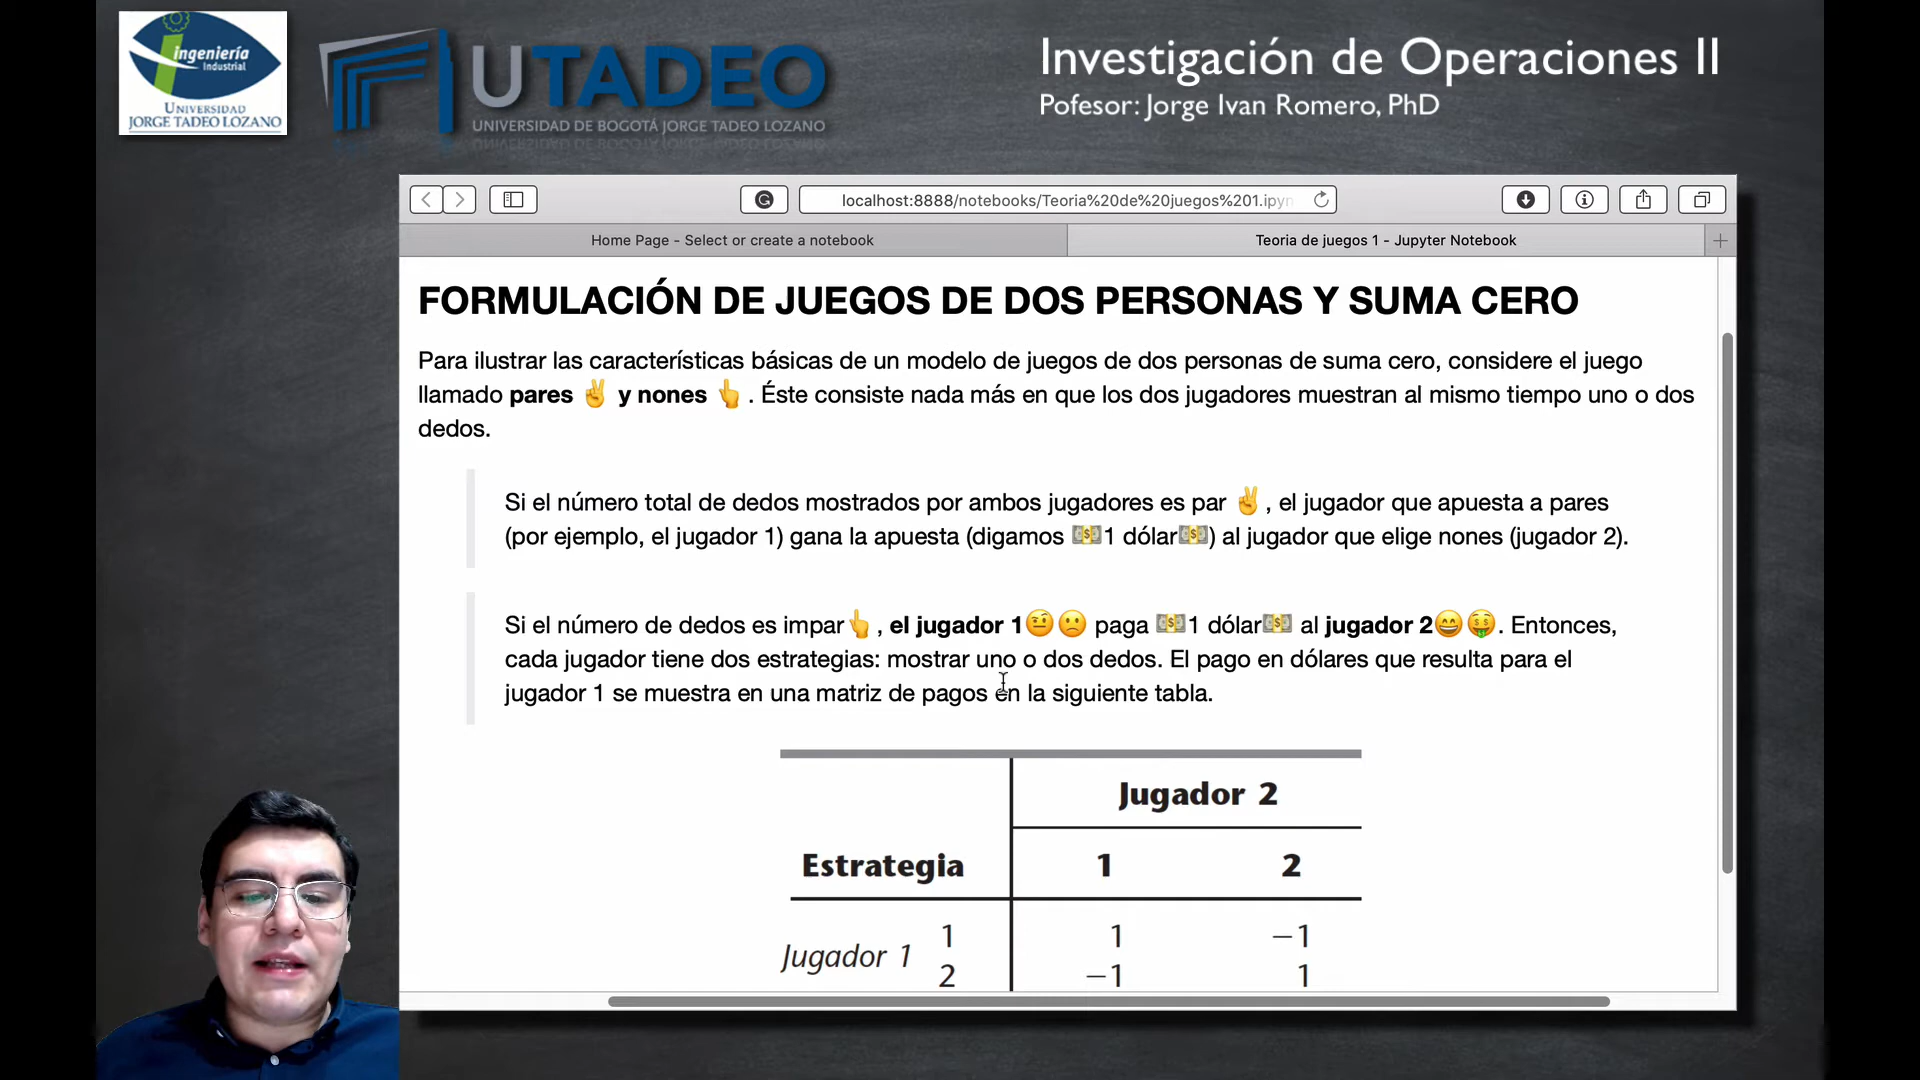 ingeniería
Industrial
UNIVERSIDAD
JORGE TADEO LOZANO
UTADEO
UNIVERSIDAD DE BOGOTÁ JORGE TADEO LOZANO
Investigación de Operaciones II
Pofesor: Jorge Ivan Romero, PhD
localhost:8888/notebooks/Teoria%20de%20juegos%201.ipyn
Home Page - Select or create a notebook
Teoria de juegos 1 - Jupyter Notebook
FORMULACIÓN DE JUEGOS DE DOS PERSONAS Y SUMA CERO
Para ilustrar las características básicas de un modelo de juegos de dos personas de suma cero, considere el juego
llamado pares ✌️ y nones 👆 . Éste consiste nada más en que los dos jugadores muestran al mismo tiempo uno o dos
dedos.
Si el número total de dedos mostrados por ambos jugadores es par ✌️ , el jugador que apuesta a pares
(por ejemplo, el jugador 1) gana la apuesta (digamos 💵1 dólar💵) al jugador que elige nones (jugador 2).
Si el número de dedos es impar👆 , el jugador 1🤨🙁 paga 💵1 dólar💵 al jugador 2😄🤑. Entonces,
cada jugador tiene dos estrategias: mostrar uno o dos dedos. El pago en dólares que resulta para el
jugador 1 se muestra en una matriz de pagos en la siguiente tabla.
Jugador 2
Estrategia 1 2
Jugador 1
1 1 −1
2 −1 1